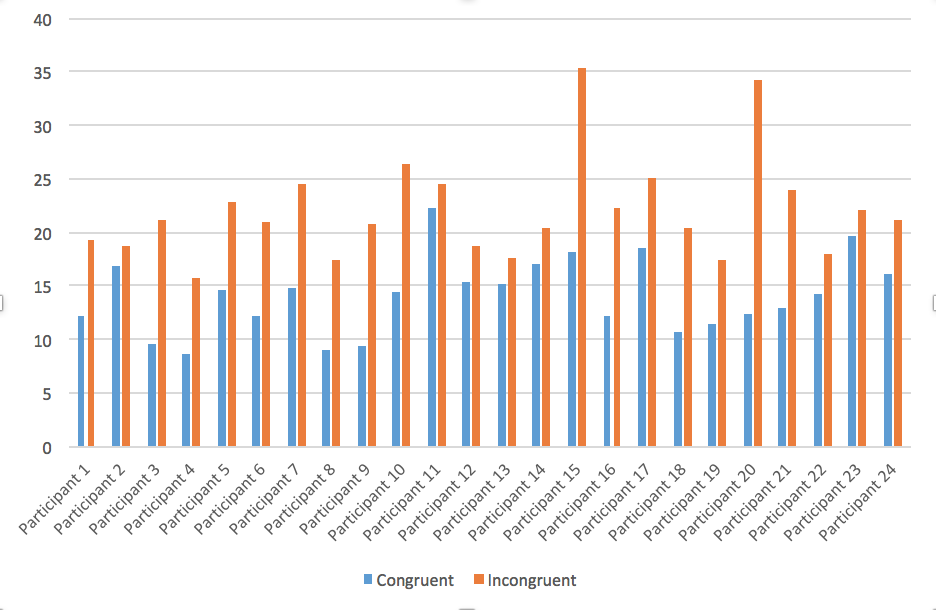 40
35
30
25
20
15
10
5
0
Participant 1
Participant 2
Participant 3
Participant 4
Participant 5
Participant 6
Participant 7
Participant 8
Participant 9
Participant 10
Participant 11
Participant 12
Participant 13
Participant 14
Participant 15
Participant 16
Participant 17
Participant 18
Participant 19
Participant 20
Participant 21
Participant 22
Participant 23
Participant 24
Congruent Incongruent